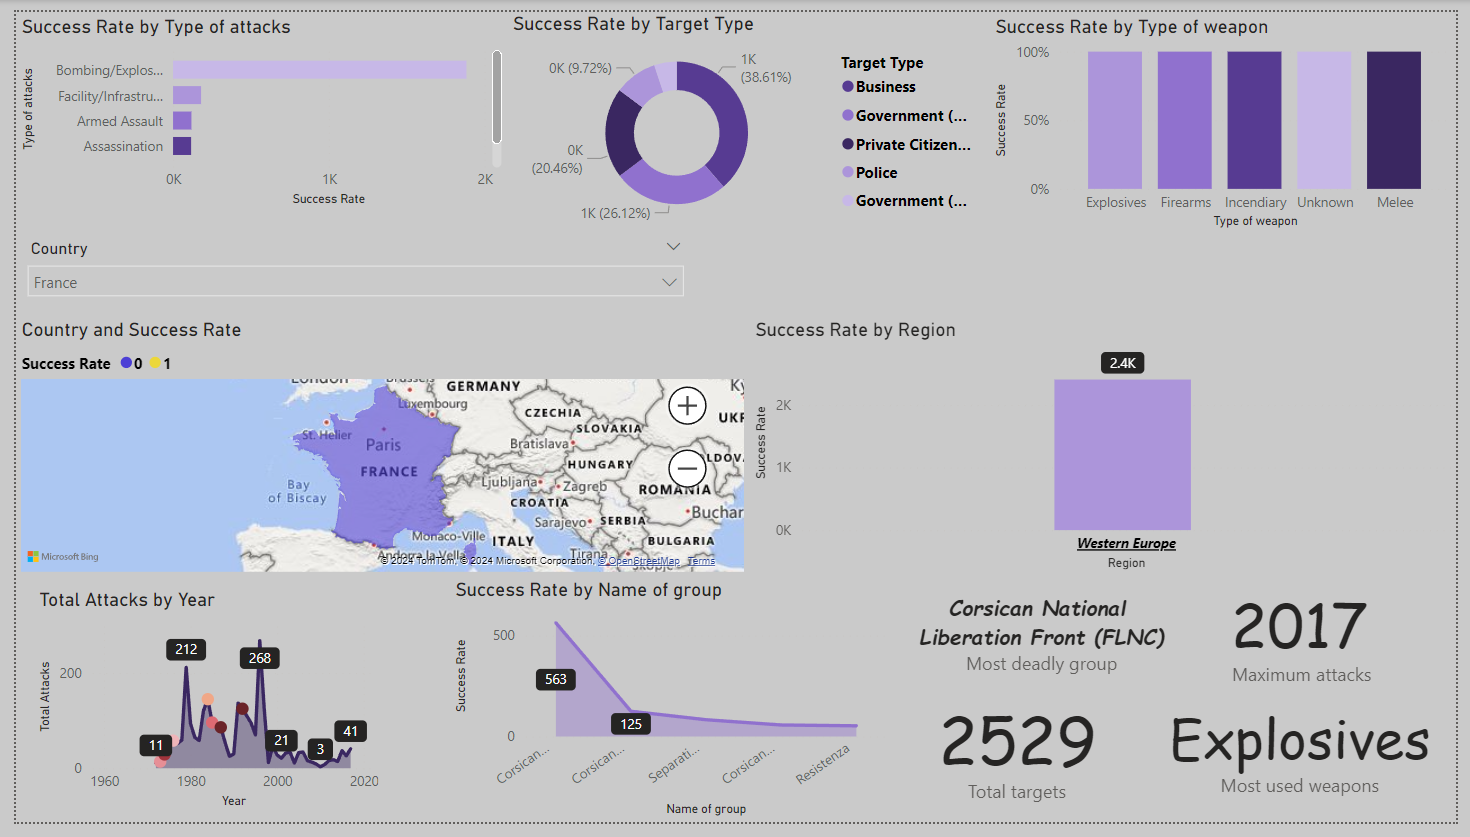 Success Rate by Type of attacks
Type of attacks
Bombing/Explos...
Facility/Infrastru...
Armed Assault
Assassination
0K
1K
2K
Success Rate
Success Rate by Target Type
0K (9.72%)
1K
(38.61%)
0K
(20.46%)
1K (26.12%)
Target Type
Business
Government (...
Private Citizen...
Police
Government (...
Success Rate by Type of weapon
Success Rate
100%
50%
0%
Explosives
Firearms
Incendiary
Unknown
Melee
Type of weapon
Country
France
Country and Success Rate
Success Rate 0 1
London
Brussels
GERMANY
Luxembourg
CZECHIA
Ky
UKR
St. Helier
Paris
SLOVAKIA
Bratislava
FRANCE
HUNGARY
LDOV
Bay
of Biscay
Ljubljana
Zagreb
ROMANIA
CROATIA
Sarajevo
SERBIA
Buchar
Monaco-Ville
ITALY
BULGARIA
Andorra la Vella
Tirana
Skopje
Microsoft Bing
© 2024 TomTom, © 2024 Microsoft Corporation, © OpenStreetMap Terms
Success Rate by Region
Success Rate
2.4K
2K
1K
0K
Western Europe
Region
Total Attacks by Year
Total Attacks
200
0
212
268
11
21
3
41
1960
1980
2000
2020
Year
Success Rate by Name of group
Success Rate
500
0
563
125
Corsican...
Corsican...
Separati...
Corsican...
Resistenza
Name of group
Corsican National
Liberation Front (FLNC)
Most deadly group
2017
Maximum attacks
2529
Total targets
Explosives
Most used weapons